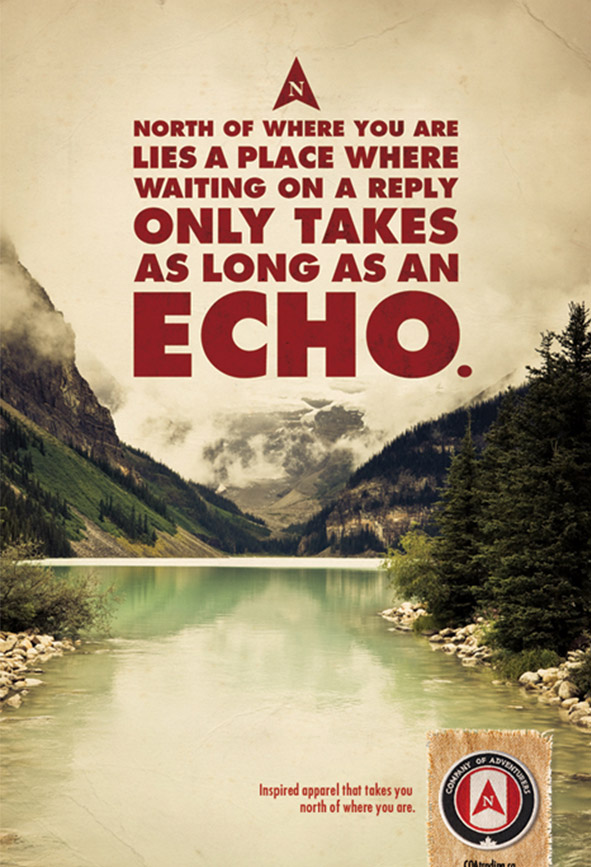 N
NORTH OF WHERE YOU ARE
LIES A PLACE WHERE
WAITING ON A REPLY
ONLY TAKES
AS LONG AS AN
ECHO.
Inspired apparel that takes you
north of where you are.
COMPANY OF ADVENTURERS
N